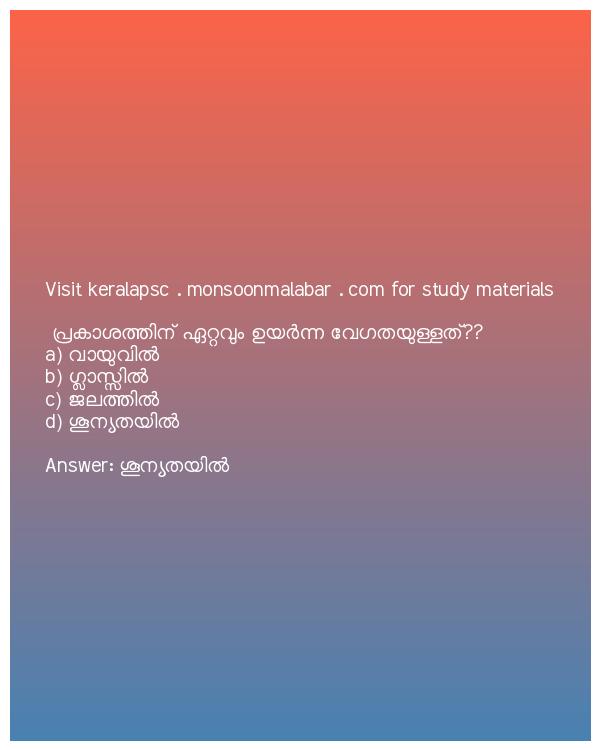 Visit keralapsc . monsoonmalabar . com for study materials
പ്രകാശത്തിന് ഏറ്റവും ഉയർന്ന വേഗതയുള്ളത്??
a) വായുവിൽ
b) ഗ്ലാസ്സിൽ
c) ജലത്തിൽ
d) ശൂന്യതയിൽ
Answer: ശൂന്യതയിൽ